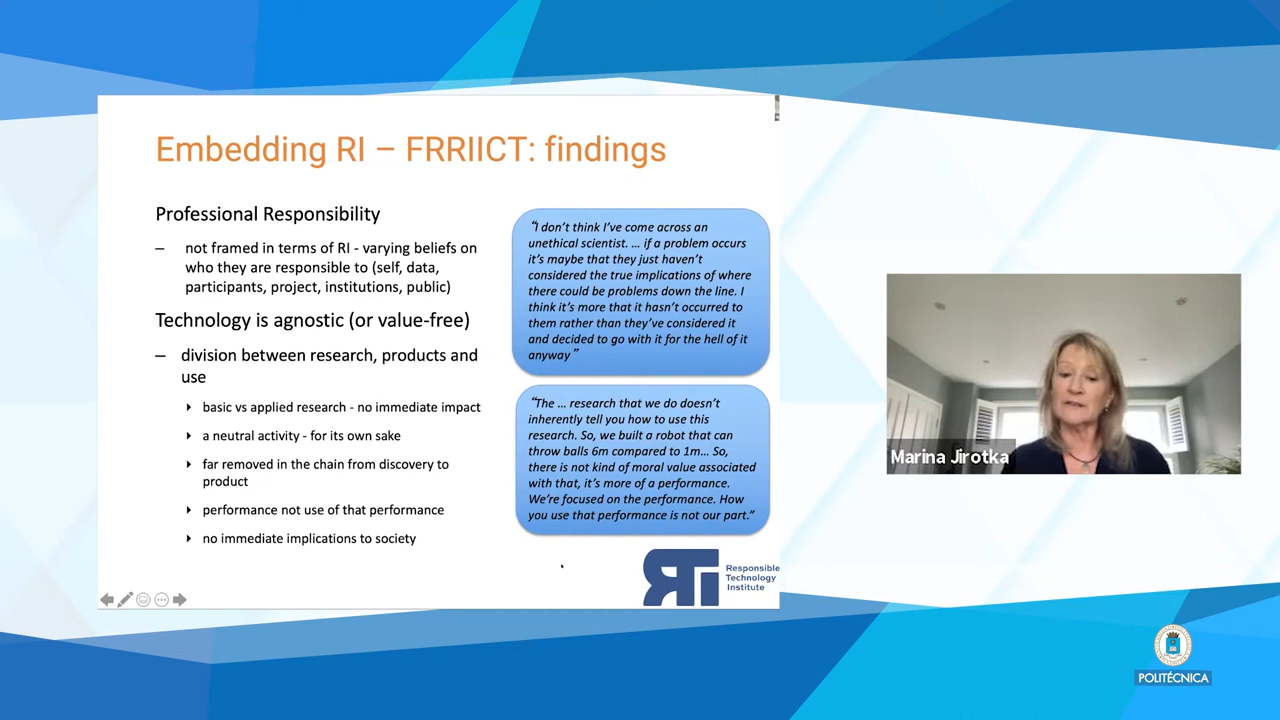 Embedding RI – FRRIICT: findings
Professional Responsibility
– not framed in terms of RI - varying beliefs on
who they are responsible to (self, data,
participants, project, institutions, public)
Technology is agnostic (or value-free)
– division between research, products and
use
basic vs applied research - no immediate impact
a neutral activity - for its own sake
far removed in the chain from discovery to
product
performance not use of that performance
no immediate implications to society
“I don’t think I’ve come across an
unethical scientist. … if a problem occurs
it’s maybe that they just haven’t
considered the true implications of where
there could be problems down the line. I
think it’s more that it hasn’t occurred to
them rather than they’ve considered it
and decided to go with it for the hell of it
anyway”
“The … research that we do doesn’t
inherently tell you how to use this
research. So, we built a robot that can
throw balls 6m compared to 1m… So,
there is not kind of moral value associated
with that, it’s more of a performance.
We’re focused on the performance. How
you use that performance is not our part.”
RTI
Responsible
Technology
Institute
Marina Jirotka
POLITÉCNICA